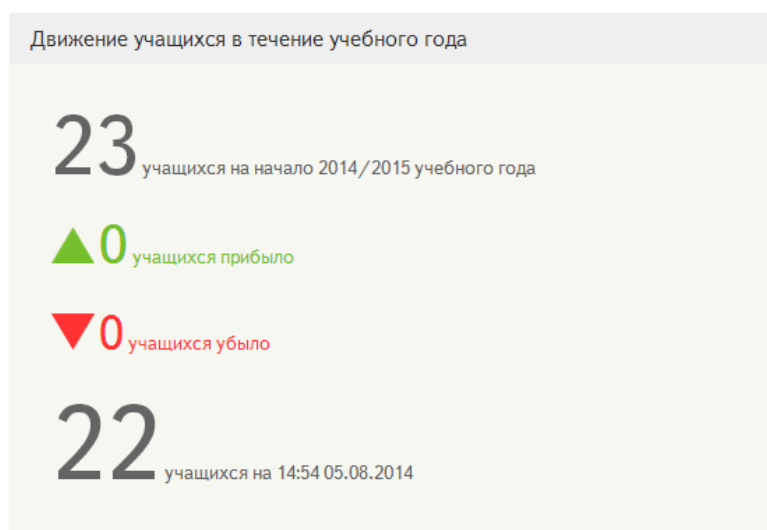 Движение учащихся в течение учебного года
23 учащихся на начало 2014/2015 учебного года
0 учащихся прибыло
0 учащихся убыло
22 учащихся на 14:54 05.08.2014